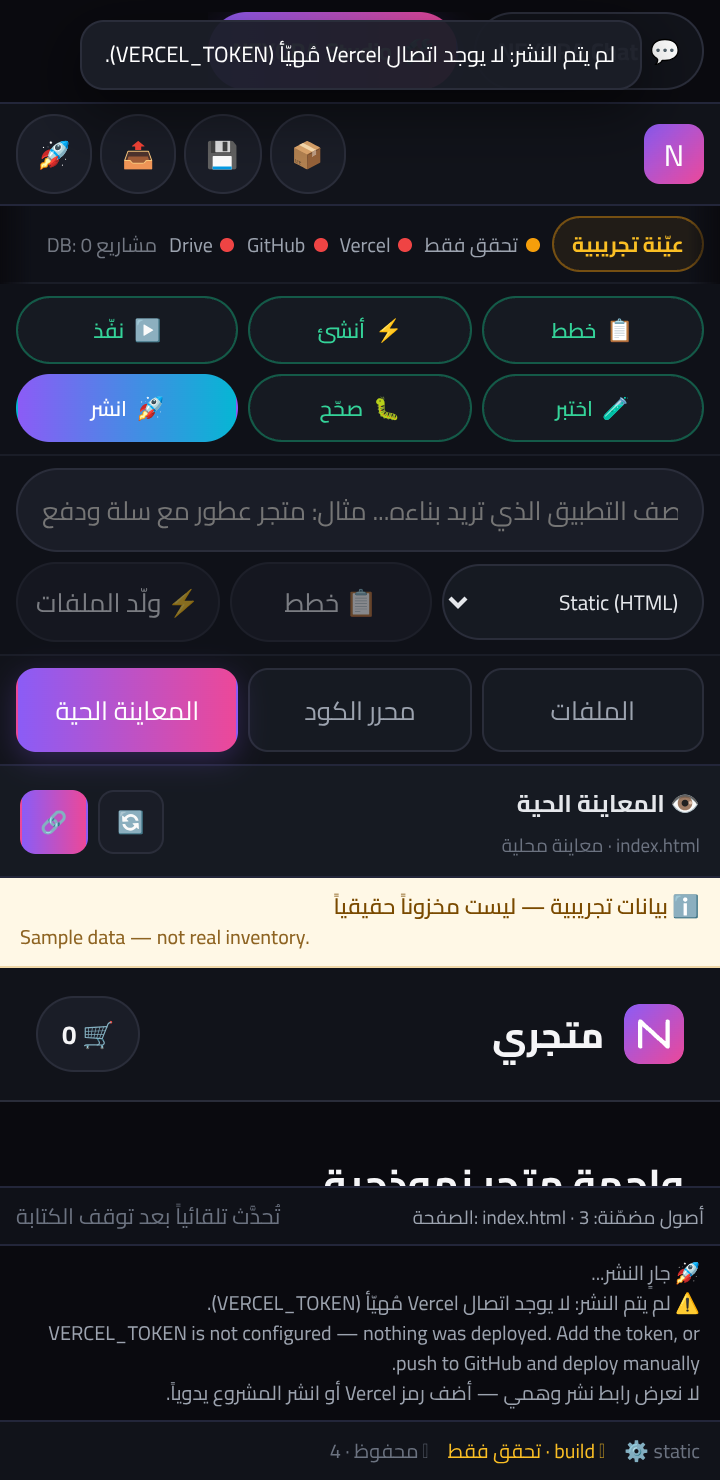 لم يتم النشر: لا يوجد اتصال Vercel مُهيّأ (VERCEL_TOKEN).
💬
N
📦 💾 📤 🚀
عيّنة تجريبية تحقق فقط Vercel GitHub Drive مشاريع DB: 0
📋 خطط ⚡ أنشئ ▶️ نفّذ
🧪 اختبر 🐛 صحّح 🚀 انشر
صف التطبيق الذي تريد بناءه... مثال: متجر عطور مع سلة ودفع
Static (HTML) 📋 خطط ⚡ ولّد الملفات
الملفات محرر الكود المعاينة الحية
👁️ المعاينة الحية
index.html · معاينة محلية
ℹ️ بيانات تجريبية — ليست مخزوناً حقيقياً
Sample data — not real inventory.
N متجري 🛒 0
واجهة متجر نموذجية
أصول مضمّنة: 3 · index.html :الصفحة تُحدَّث تلقائياً بعد توقف الكتابة
🚀 جارٍ النشر...
⚠️ لم يتم النشر: لا يوجد اتصال Vercel مُهيّأ (VERCEL_TOKEN).
VERCEL_TOKEN is not configured — nothing was deployed. Add the token, or
push to GitHub and deploy manually.
لا نعرض رابط نشر وهمي — أضف رمز Vercel أو انشر المشروع يدوياً.
⚙️ static build · تحقق فقط محفوظ · 4